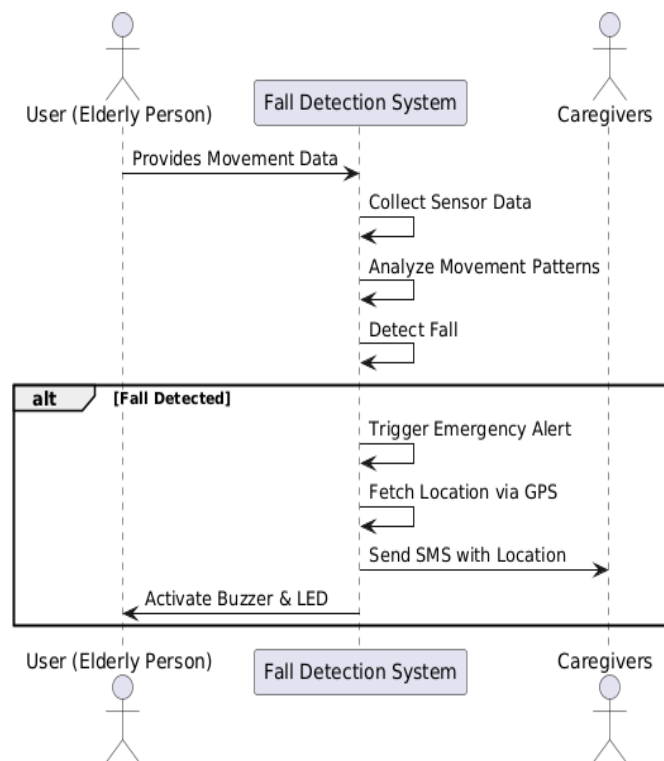 User (Elderly Person)
Fall Detection System
Caregivers
Provides Movement Data
Collect Sensor Data
Analyze Movement Patterns
Detect Fall
alt
[Fall Detected]
Trigger Emergency Alert
Fetch Location via GPS
Send SMS with Location
Activate Buzzer & LED
User (Elderly Person)
Fall Detection System
Caregivers